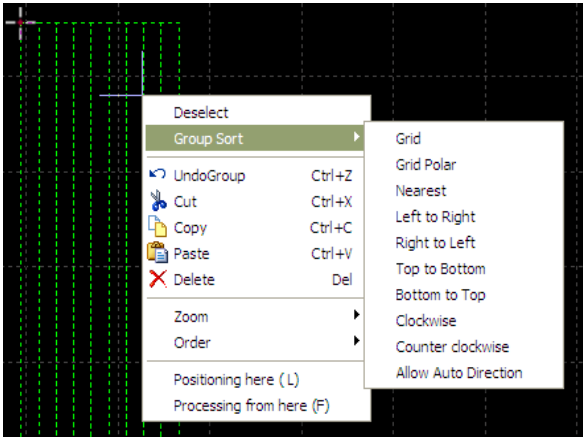 Deselect
Group Sort
UndoGroup Ctrl+Z
Cut Ctrl+X
Copy Ctrl+C
Paste Ctrl+V
Delete Del
Zoom
Order
Positioning here ( L)
Processing from here (F)
Grid
Grid Polar
Nearest
Left to Right
Right to Left
Top to Bottom
Bottom to Top
Clockwise
Counter clockwise
Allow Auto Direction